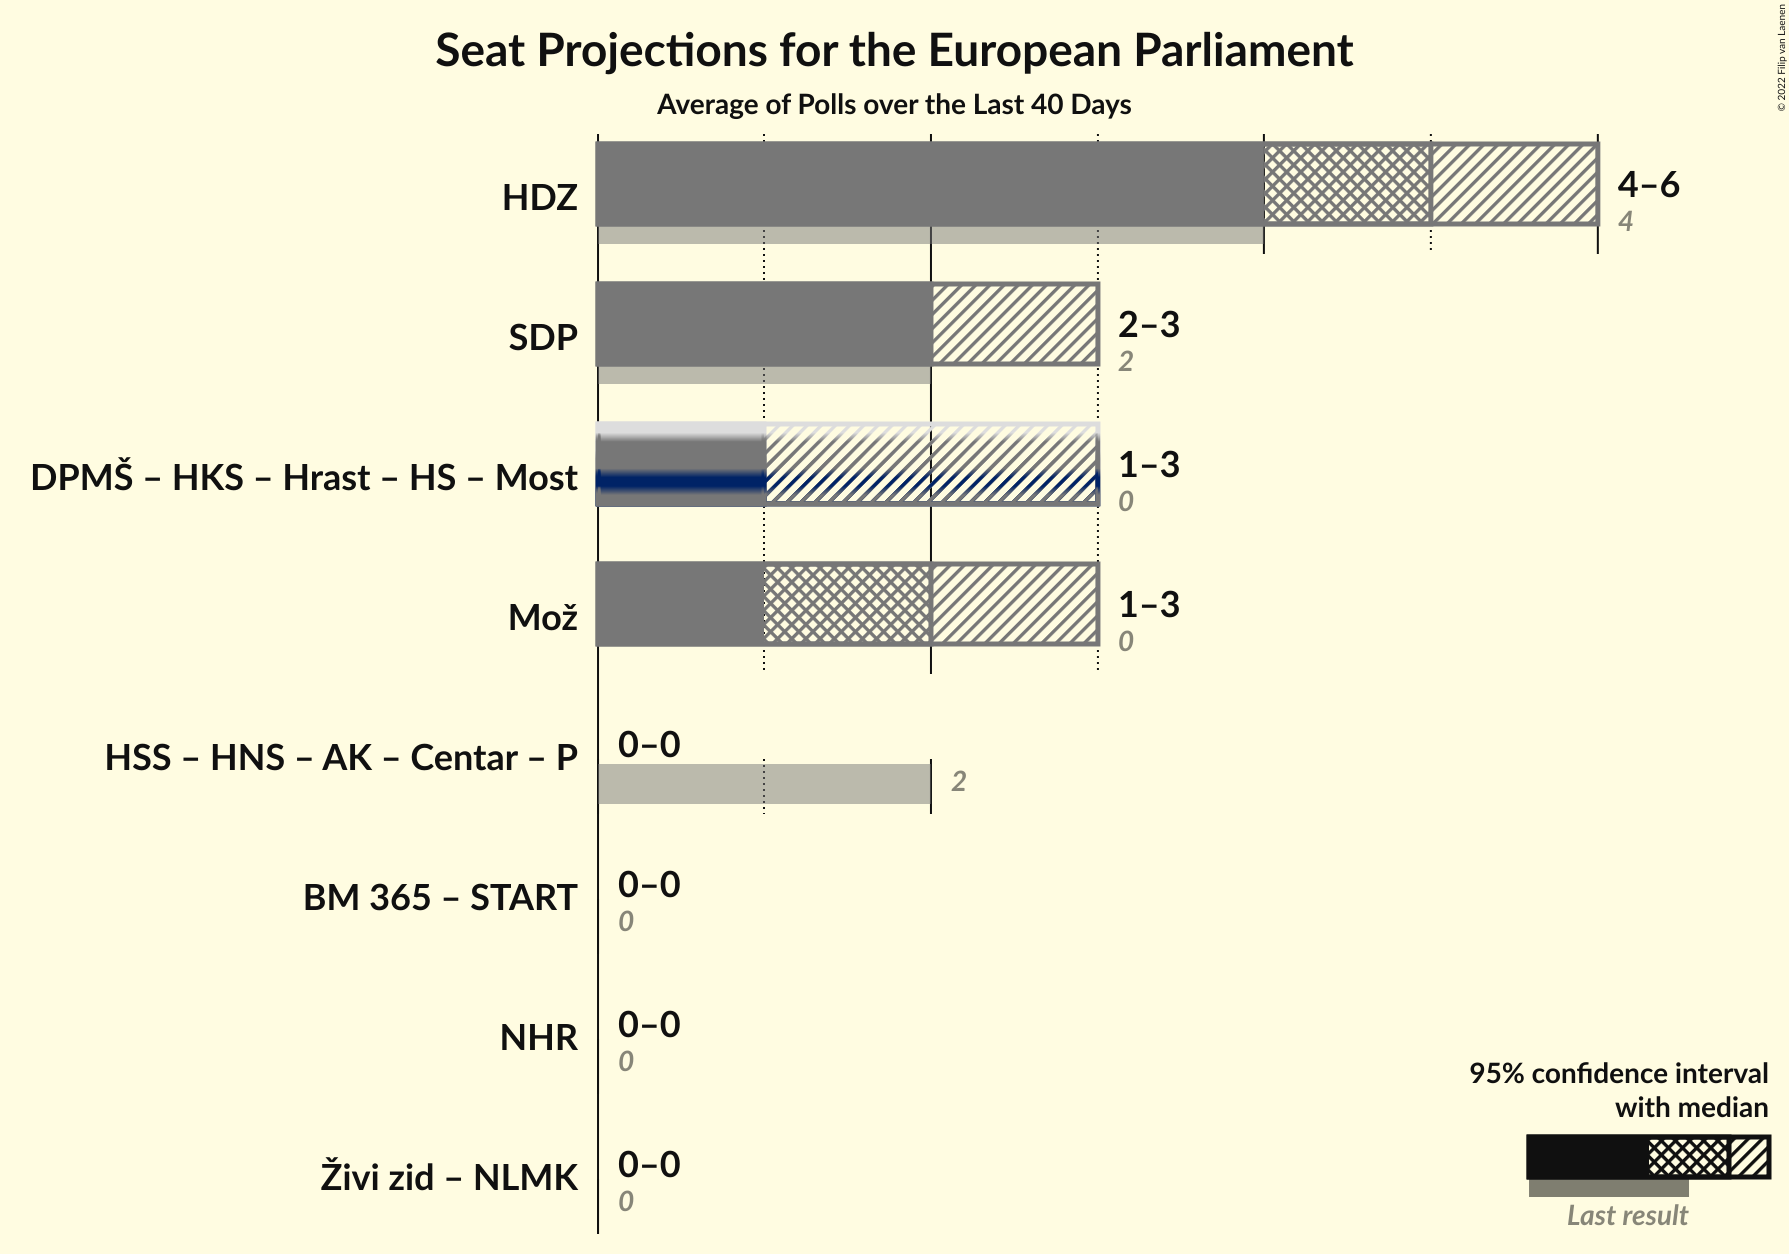 Seat Projections for the European Parliament
Average of Polls over the Last 40 Days
© 2022 Filip van Laenen
HDZ
4–6
4
SDP
2–3
2
DPMŠ – HKS – Hrast – HS – Most
1–3
0
Mož
1–3
0
HSS – HNS – AK – Centar – P
0–0
2
BM 365 – START
0–0
0
NHR
0–0
0
Živi zid – NLMK
0–0
0
95% confidence interval
with median
Last result